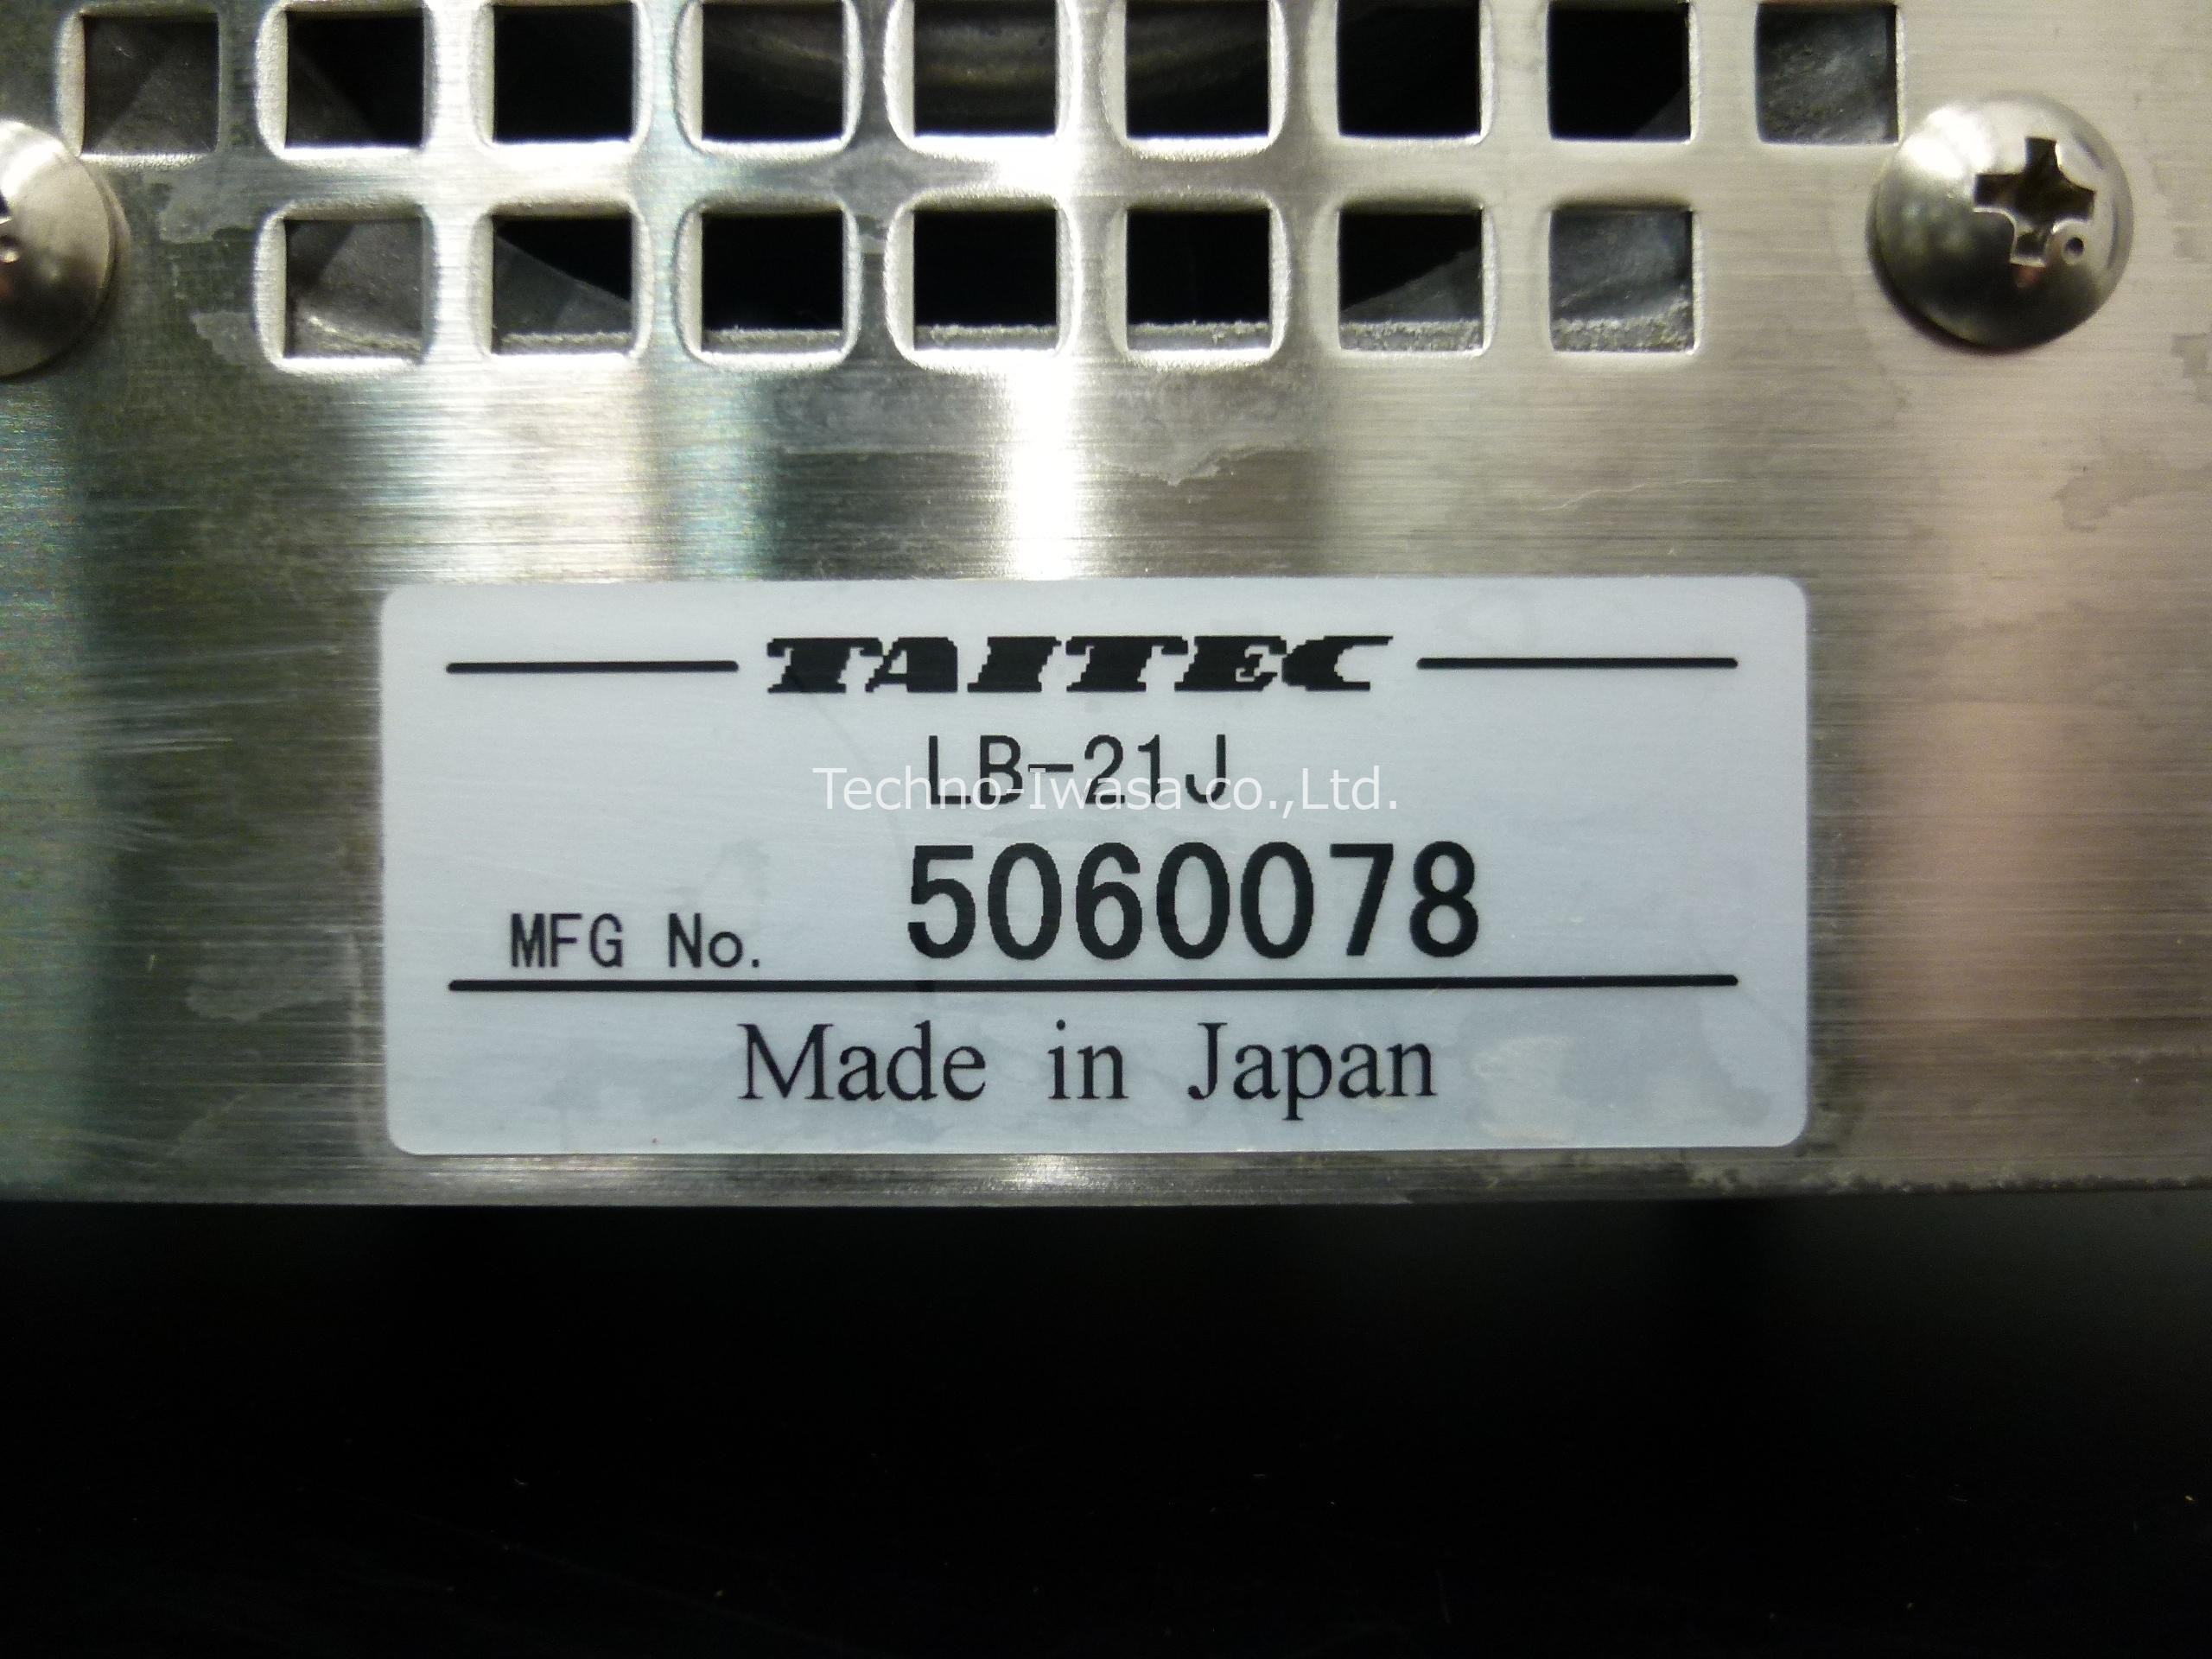 TAITEC
LB-21J
Techno-Iwasa co.,Ltd.
MFG No. 5060078
Made in Japan